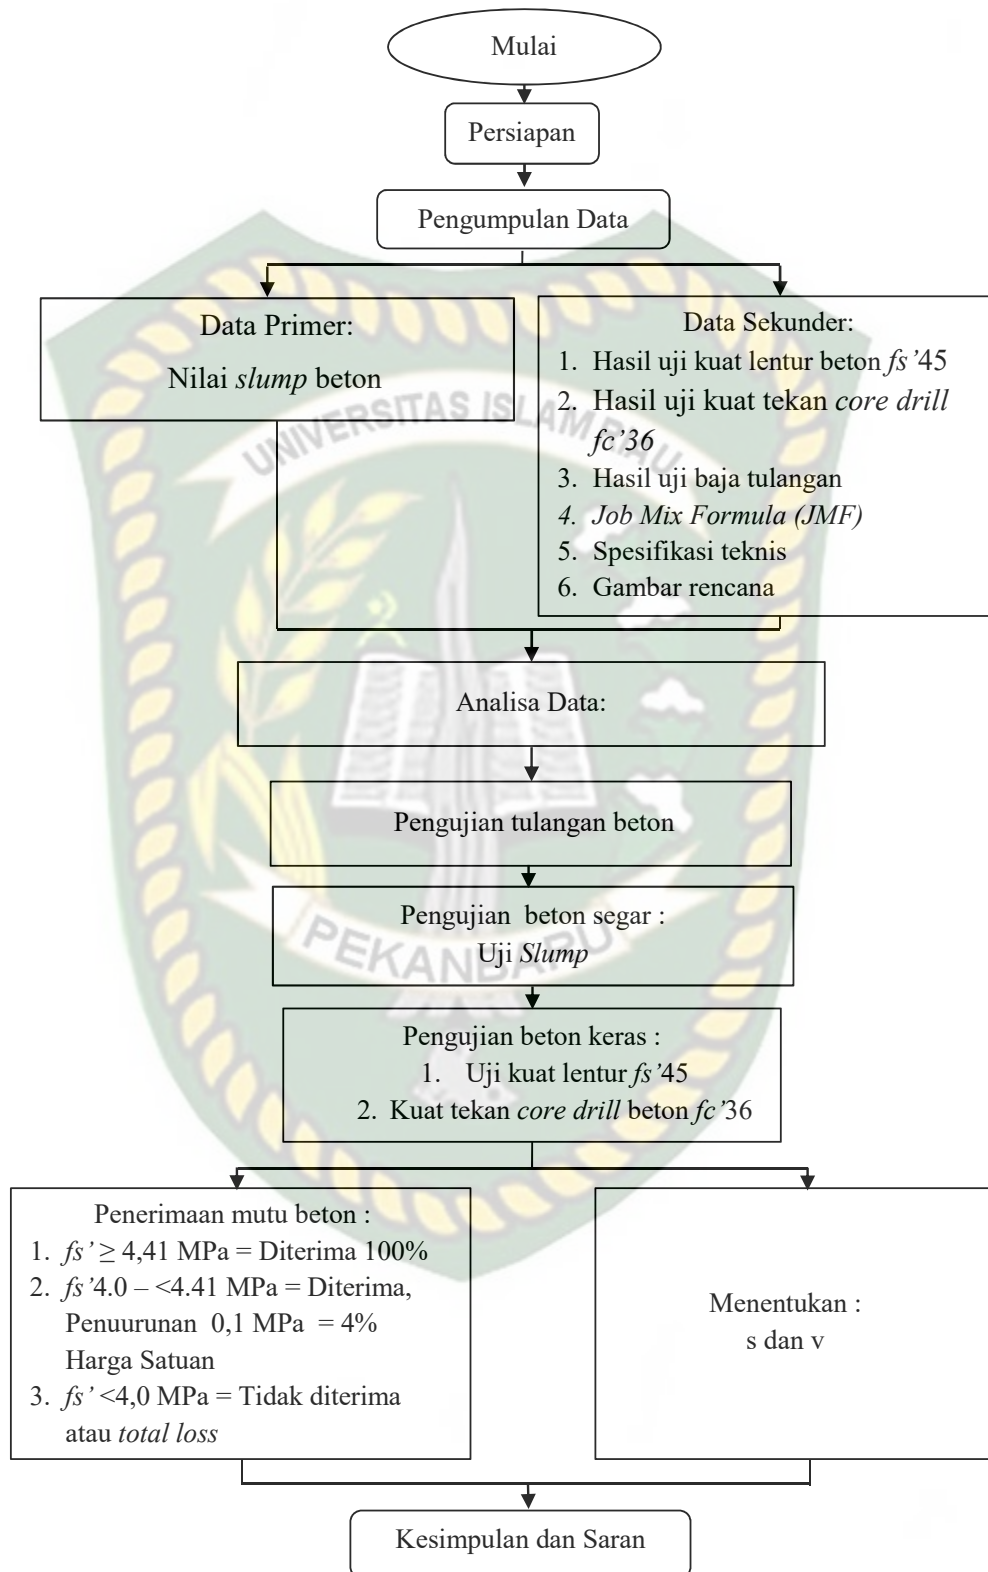 Mulai
Persiapan
Pengumpulan Data
Data Primer:
Nilai slump beton
Data Sekunder:
1. Hasil uji kuat lentur beton fs’45
2. Hasil uji kuat tekan core drill
fc’36
3. Hasil uji baja tulangan
4. Job Mix Formula (JMF)
5. Spesifikasi teknis
6. Gambar rencana
UNIVERSITAS ISLAM RIAU
Analisa Data:
Pengujian tulangan beton
Pengujian beton segar :
Uji Slump
PEKANBARU
Pengujian beton keras :
1. Uji kuat lentur fs’45
2. Kuat tekan core drill beton fc’36
Penerimaan mutu beton :
1. fs’ ≥ 4,41 MPa = Diterima 100%
2. fs’4.0 – <4.41 MPa = Diterima,
Penuurunan 0,1 MPa = 4%
Harga Satuan
3. fs’ <4,0 MPa = Tidak diterima
atau total loss
Menentukan :
s dan v
Kesimpulan dan Saran